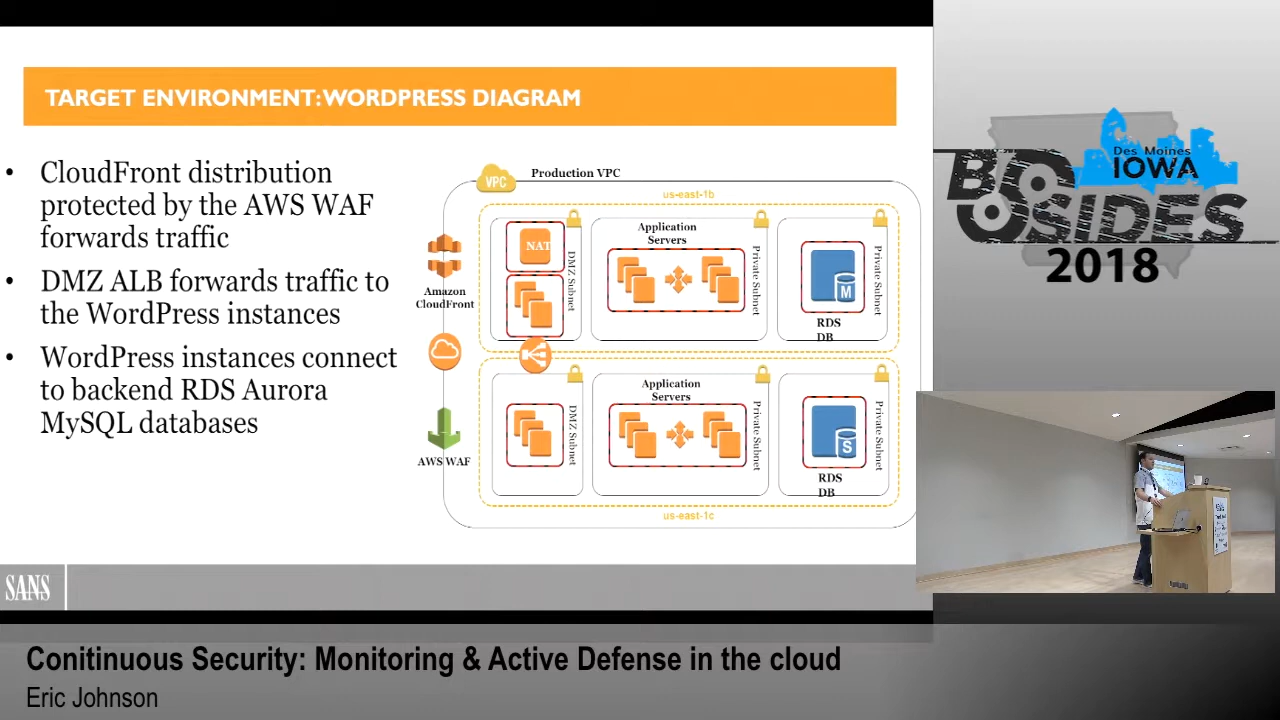 TARGET ENVIRONMENT: WORDPRESS DIAGRAM
• CloudFront distribution
protected by the AWS WAF
forwards traffic
• DMZ ALB forwards traffic to
the WordPress instances
• WordPress instances connect
to backend RDS Aurora
MySQL databases
VPC
Production VPC
us-east-1b
NAT
DMZ Subnet
Application
Servers
Private Subnet
M
RDS
DB
Private Subnet
Amazon
CloudFront
AWS WAF
DMZ Subnet
Application
Servers
Private Subnet
S
RDS
DB
Private Subnet
us-east-1c
SANS
Des Moines
IOWA
BSIDES
2018
Conitinuous Security: Monitoring & Active Defense in the cloud
Eric Johnson